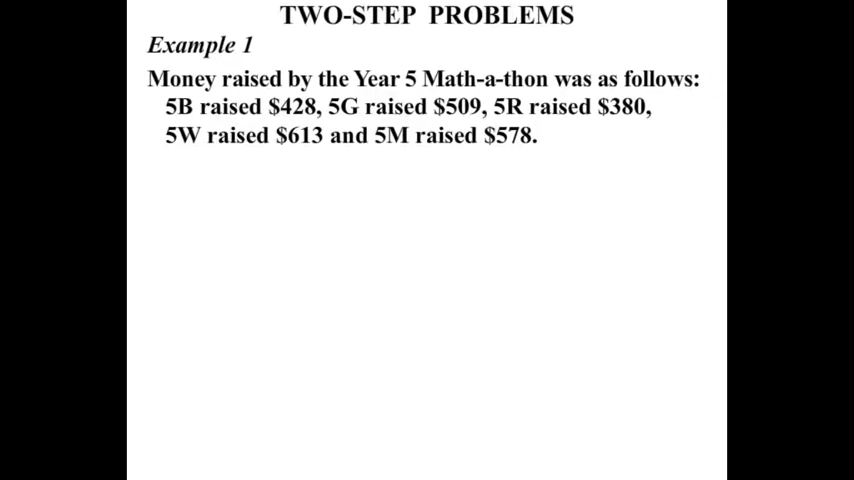 TWO-STEP PROBLEMS
Example 1
Money raised by the Year 5 Math-a-thon was as follows:
5B raised $428, 5G raised $509, 5R raised $380,
5W raised $613 and 5M raised $578.